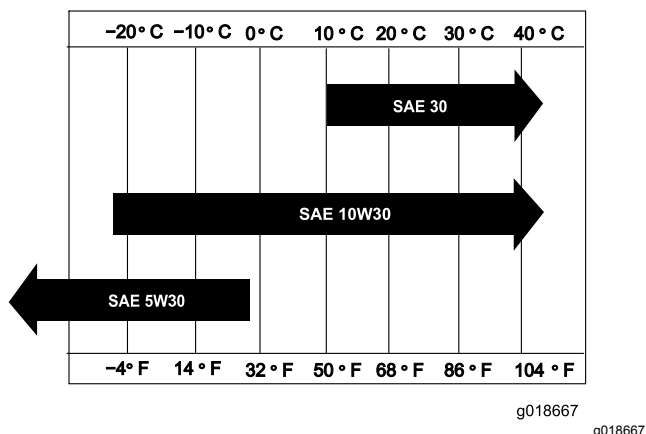 −20° C −10° C 0° C 10° C 20° C 30° C 40° C
SAE 30
SAE 10W30
SAE 5W30
−4° F 14° F 32° F 50° F 68° F 86° F 104° F
g018667
g018667